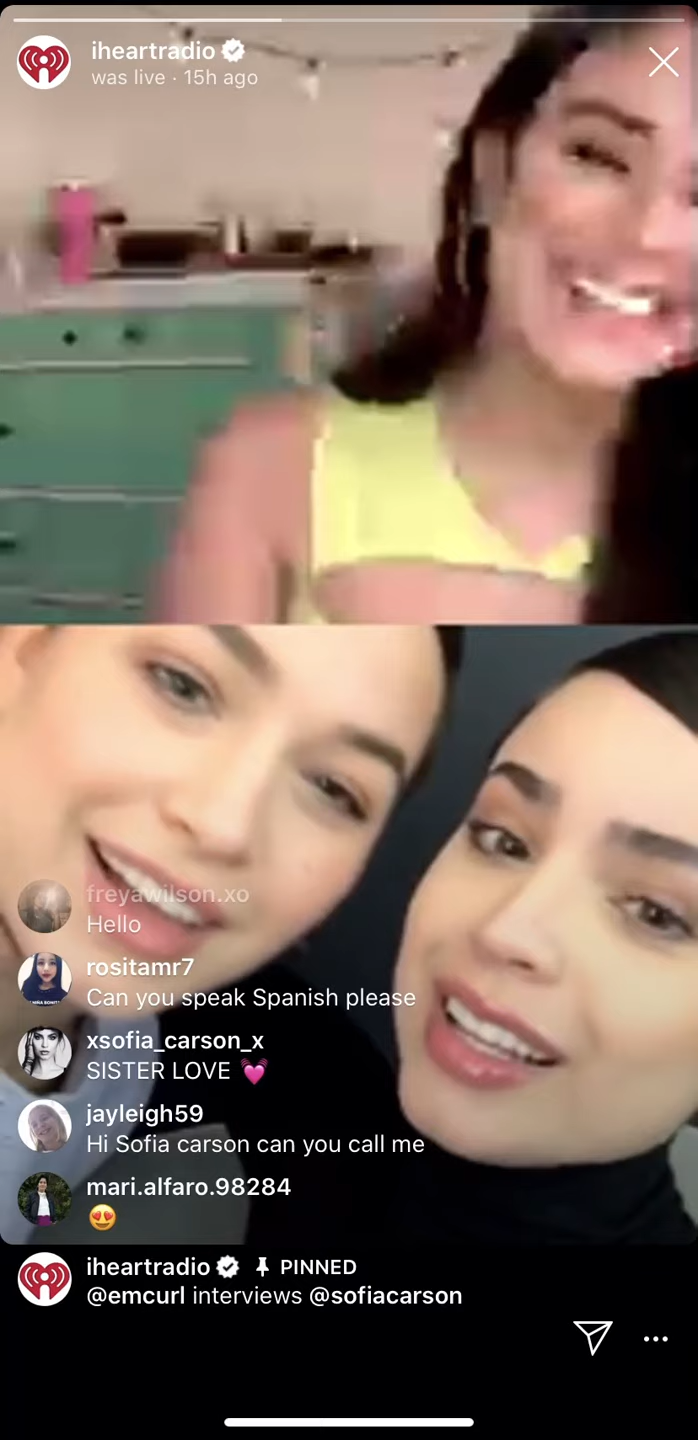 iheartradio
was live · 15h ago
freyawilson.xo
Hello
rositamr7
Can you speak Spanish please
xsofia_carson_x
SISTER LOVE 💓
jayleigh59
Hi Sofia carson can you call me
mari.alfaro.98284
😍
iheartradio PINNED
@emcurl interviews @sofiacarson